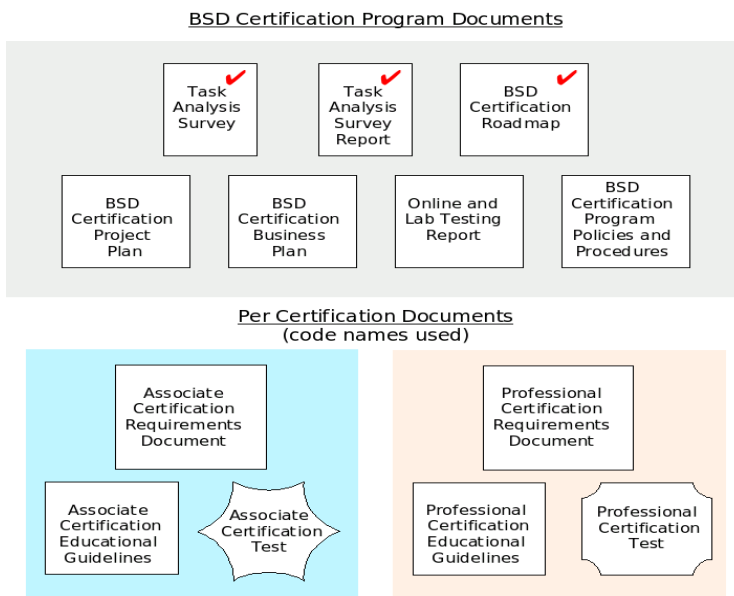 BSD Certification Program Documents
Task
Analysis
Survey
Task
Analysis
Survey
Report
BSD
Certification
Roadmap
BSD
Certification
Project
Plan
BSD
Certification
Business
Plan
Online and
Lab Testing
Report
BSD
Certification
Program
Policies and
Procedures
Per Certification Documents
(code names used)
Associate
Certification
Requirements
Document
Associate
Certification
Educational
Guidelines
Associate
Certification
Test
Professional
Certification
Requirements
Document
Professional
Certification
Educational
Guidelines
Professional
Certification
Test